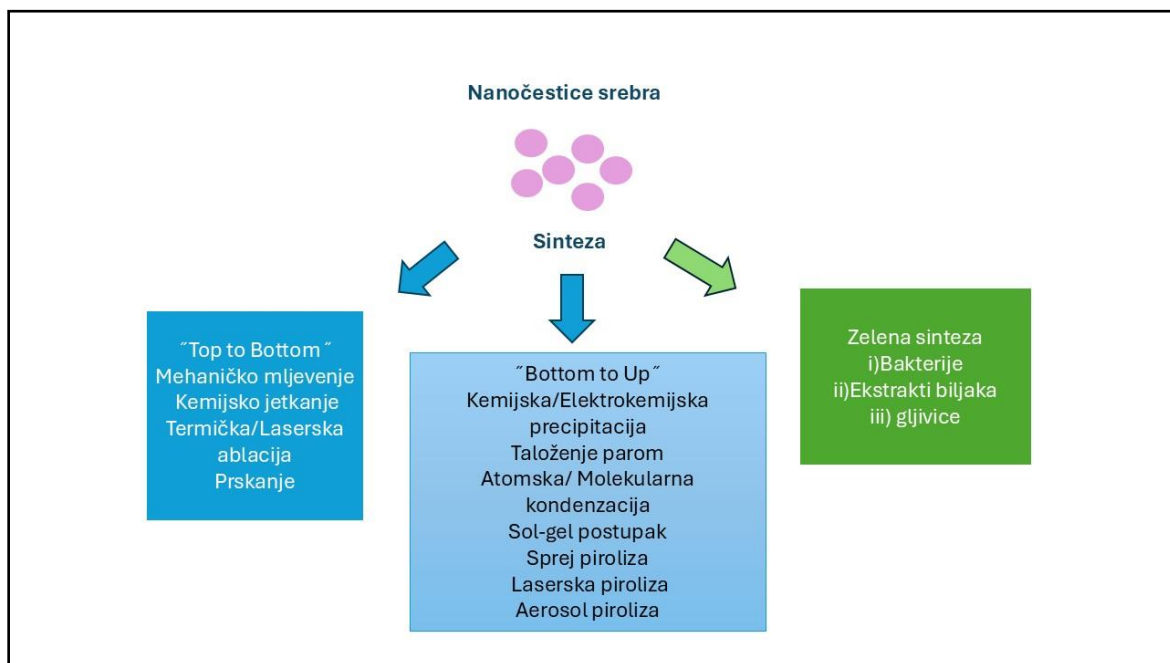 Nanočestice srebra
Sinteza
˝Top to Bottom ˝
Mehaničko mljevenje
Kemijsko jetkanje
Termička/Laserska
ablacija
Prskanje
˝Bottom to Up˝
Kemijska/Elektrokemijska
precipitacija
Taloženje parom
Atomska/ Molekularna
kondenzacija
Sol-gel postupak
Sprej piroliza
Laserska piroliza
Aerosol piroliza
Zelena sinteza
i)Bakterije
ii)Ekstrakti biljaka
iii) gljivice